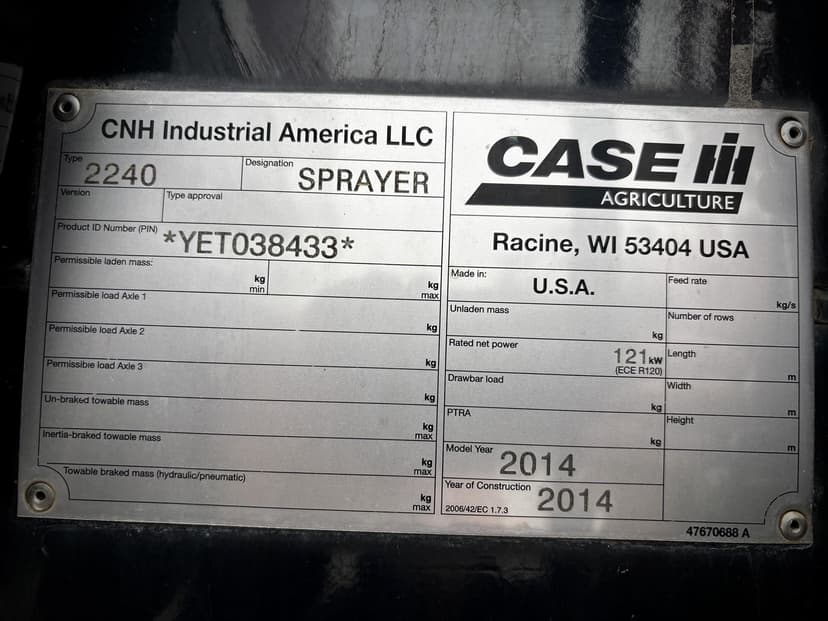 CNH Industrial America LLC
Type
2240
Designation
SPRAYER
Version
Type approval
Product ID Number (PIN)
*YET038433*
Permissible laden mass:
kg
min
kg
max
Permissible load Axle 1
kg
Permissible load Axle 2
kg
Permissible load Axle 3
kg
Un-braked towable mass
kg
max
Inertia-braked towable mass
kg
max
Towable braked mass (hydraulic/pneumatic)
kg
max
CASE IH
AGRICULTURE
Racine, WI 53404 USA
Made in:
U.S.A.
Unladen mass
kg
Rated net power
121 kW
(ECE R120)
Drawbar load
kg
PTRA
kg
Model Year
2014
Year of Construction
2014
2006/42/EC 1.7.3
Feed rate
kg/s
Number of rows
Length
m
Width
m
Height
m
47670688 A